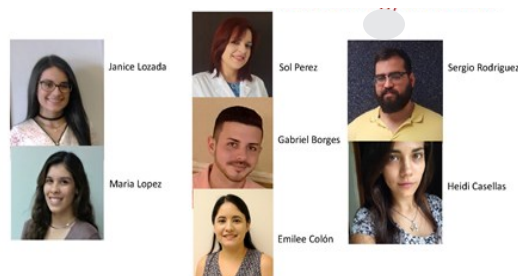 Janice Lozada
Sol Perez
Sergio Rodriguez
Gabriel Borges
Maria Lopez
Heidi Casellas
Emilee Colón